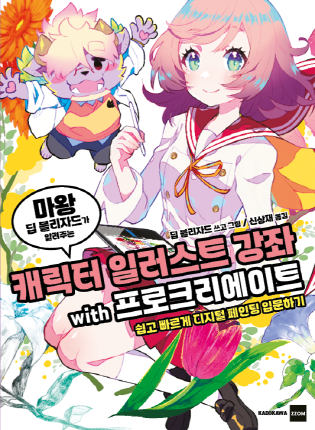 마왕
딥 블리자드가
알려주는
딥 블리자드 쓰고 그림 / 신상재 옮김
캐릭터 일러스트 강좌
with 프로크리에이트
쉽고 빠르게 디지털 페인팅 입문하기
KADOKAWA ZZOM